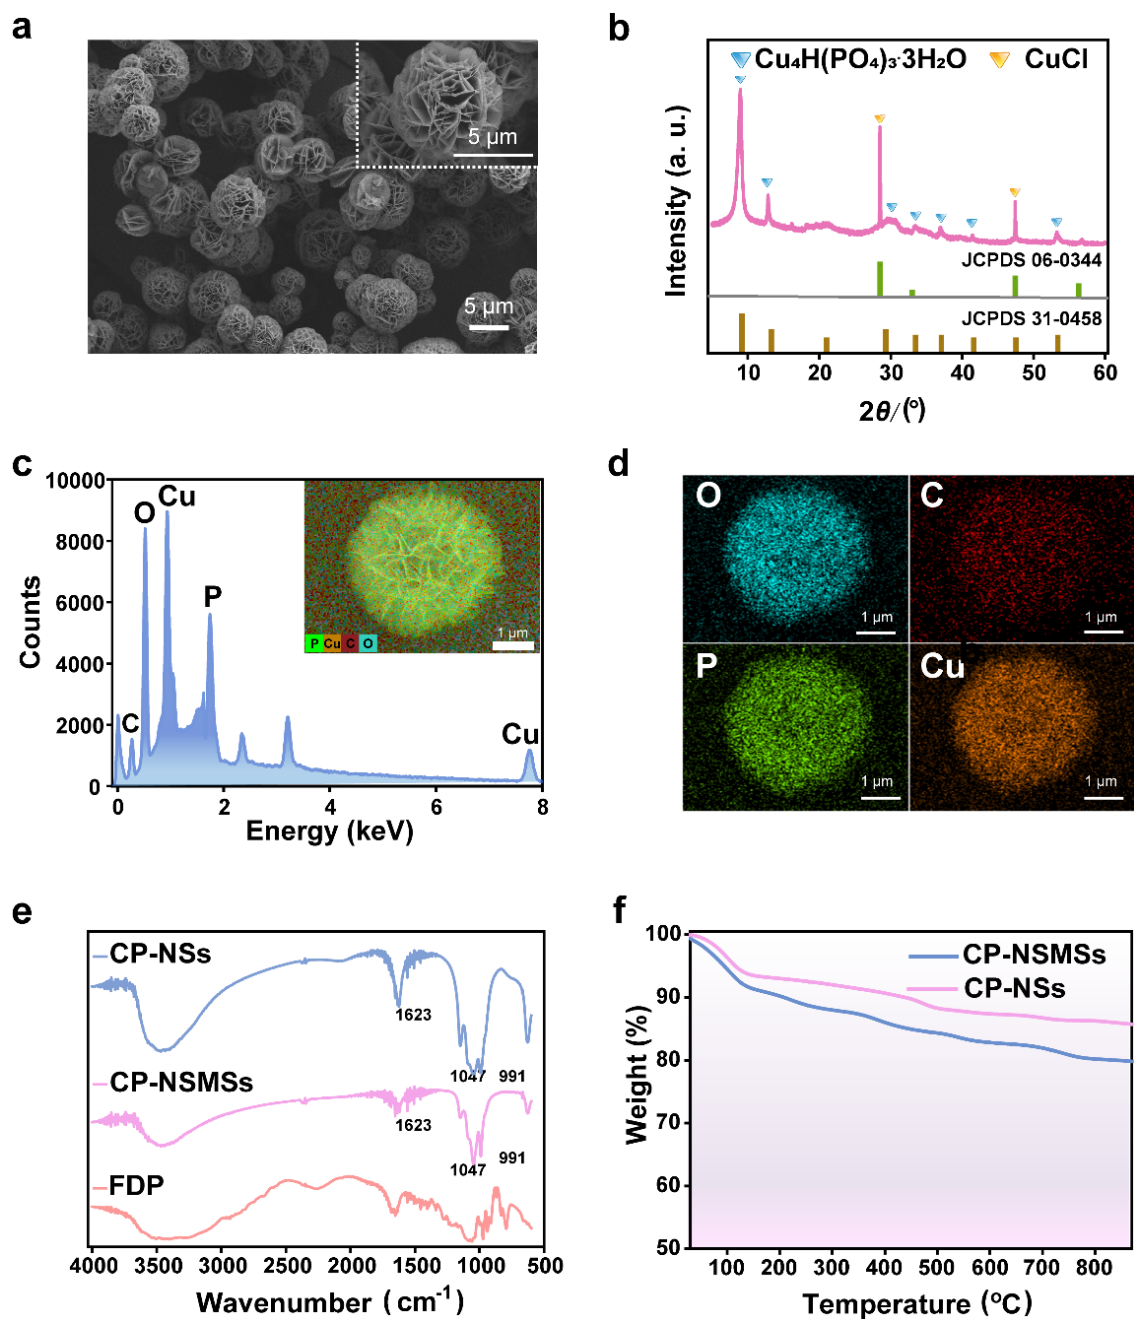 a
5 µm
5 µm
b
Cu₄H(PO₄)₃·3H₂O CuCl
Intensity (a. u.)
JCPDS 06-0344
JCPDS 31-0458
10 20 30 40 50 60
2θ/(°)
c
10000
8000
6000
4000
2000
0
Counts
O
Cu
P
C
Cu
P Cu C O
1 µm
0 2 4 6 8
Energy (keV)
d
O
1 µm
C
1 µm
P
1 µm
Cu
1 µm
e
CP-NSs
1623
1047 991
CP-NSMSs
1623
1047 991
FDP
4000 3500 3000 2500 2000 1500 1000 500
Wavenumber (cm⁻¹)
f
100
90
80
70
60
50
Weight (%)
CP-NSMSs
CP-NSs
100 200 300 400 500 600 700 800
Temperature (°C)